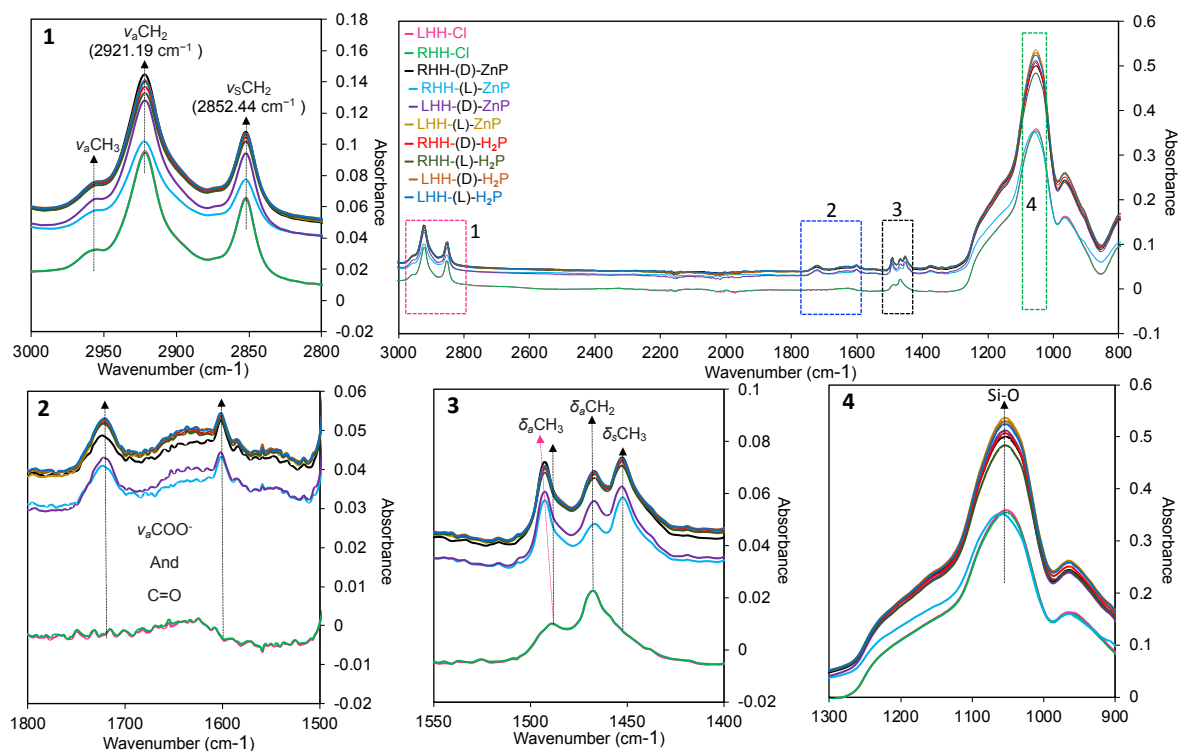 1
νₐCH₂
(2921.19 cm⁻¹ )
νₛCH₂
(2852.44 cm⁻¹ )
νₐCH₃
0.18
0.16
0.14
0.12
0.1
0.08
0.06
0.04
0.02
0
-0.02
Absorbance
3000 2950 2900 2850 2800
Wavenumber (cm-1)
LHH-Cl
RHH-Cl
RHH-(D)-ZnP
RHH-(L)-ZnP
LHH-(D)-ZnP
LHH-(L)-ZnP
RHH-(D)-H₂P
RHH-(L)-H₂P
LHH-(D)-H₂P
LHH-(L)-H₂P
1
2
3
4
0.6
0.5
0.4
0.3
0.2
0.1
0
-0.1
Absorbance
3000 2800 2600 2400 2200 2000 1800 1600 1400 1200 1000 800
Wavenumber (cm-1)
2
νₐCOO⁻
And
C=O
0.06
0.05
0.04
0.03
0.02
0.01
0
-0.01
-0.02
Absorbance
1800 1700 1600 1500
Wavenumber (cm-1)
3
δₐCH₃
δₐCH₂
δₛCH₃
0.1
0.08
0.06
0.04
0.02
0
-0.02
Absorbance
1550 1500 1450 1400
Wavenumber (cm-1)
4
Si-O
0.6
0.5
0.4
0.3
0.2
0.1
0
Absorbance
1300 1200 1100 1000 900
Wavenumber (cm-1)